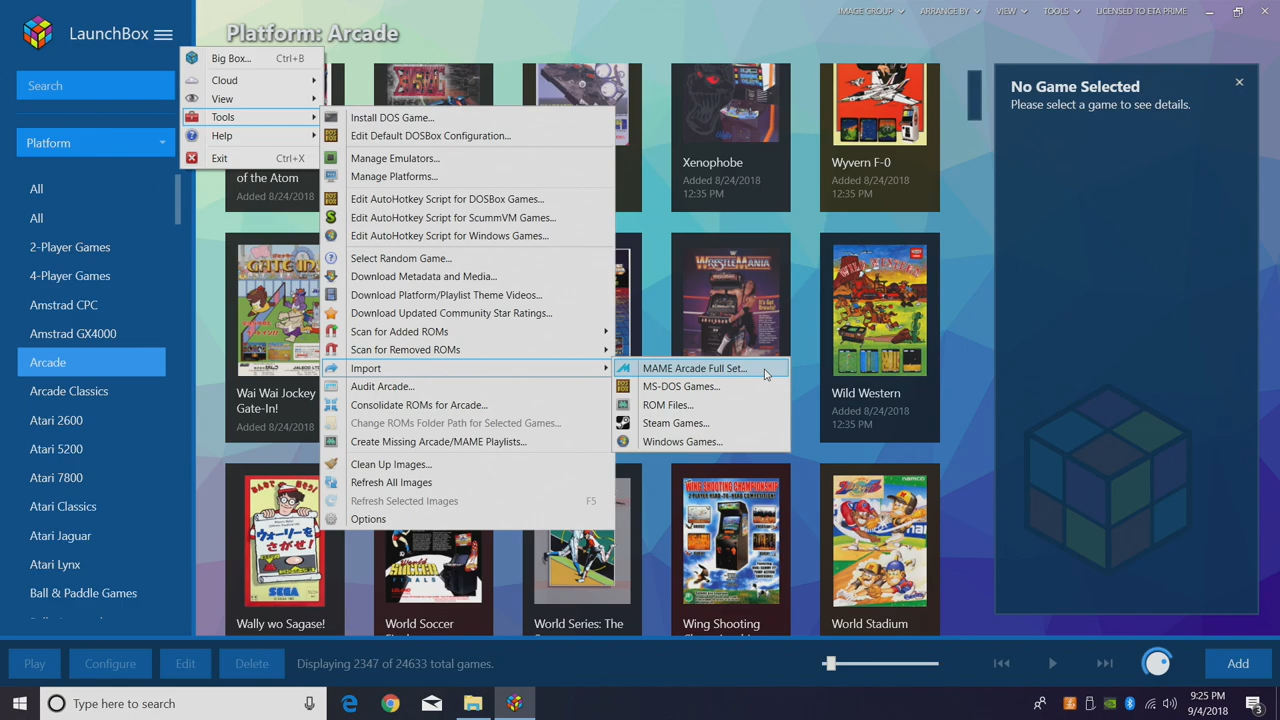 LaunchBox
Platform: Arcade
IMAGE GROUP
ARRANGE BY
VIEW
TOOLS
LICENSED TO ETA PRIME
Search
Platform
All
All
2-Player Games
4-Player Games
Amstrad CPC
Amstrad GX4000
Arcade
Arcade Classics
Atari 2600
Atari 5200
Atari 7800
Atari Classics
Atari Jaguar
Atari Lynx
Ball & Paddle Games
Big Box... Ctrl+B
Cloud
View
Tools
Help
Exit Ctrl+X
Install DOS Game...
Edit Default DOSBox Configuration...
Manage Emulators...
Manage Platforms...
Edit AutoHotkey Script for DOSBox Games...
Edit AutoHotkey Script for ScummVM Games...
Edit AutoHotkey Script for Windows Games...
Select Random Game...
Download Metadata and Media...
Download Platform/Playlist Theme Videos...
Download Updated Community Star Ratings...
Scan for Added ROMs
Scan for Removed ROMs
Import
Audit Arcade...
Consolidate ROMs for Arcade...
Change ROMs Folder Path for Selected Games...
Create Missing Arcade/MAME Playlists...
Clean Up Images...
Refresh All Images
Refresh Selected Images F5
Options
MAME Arcade Full Set...
MS-DOS Games...
ROM Files...
Steam Games...
Windows Games...
of the Atom
Added 8/24/2018
Xenophobe
Added 8/24/2018
12:35 PM
Wyvern F-0
Added 8/24/2018
12:35 PM
Wai Wai Jockey
Gate-In!
WRESTLEMANIA
WILD WESTERN
Wild Western
Added 8/24/2018
12:35 PM
SEGA
Wally wo Sagase!
World Soccer
World Series: The
WING SHOOTING CHAMPIONSHIP
Wing Shooting
namco
World Stadium
No Game Selected
Please select a game to see details.
Play
Configure
Edit
Delete
Displaying 2347 of 24633 total games.
Add
Type here to search
9:25 PM
9/4/2018
3